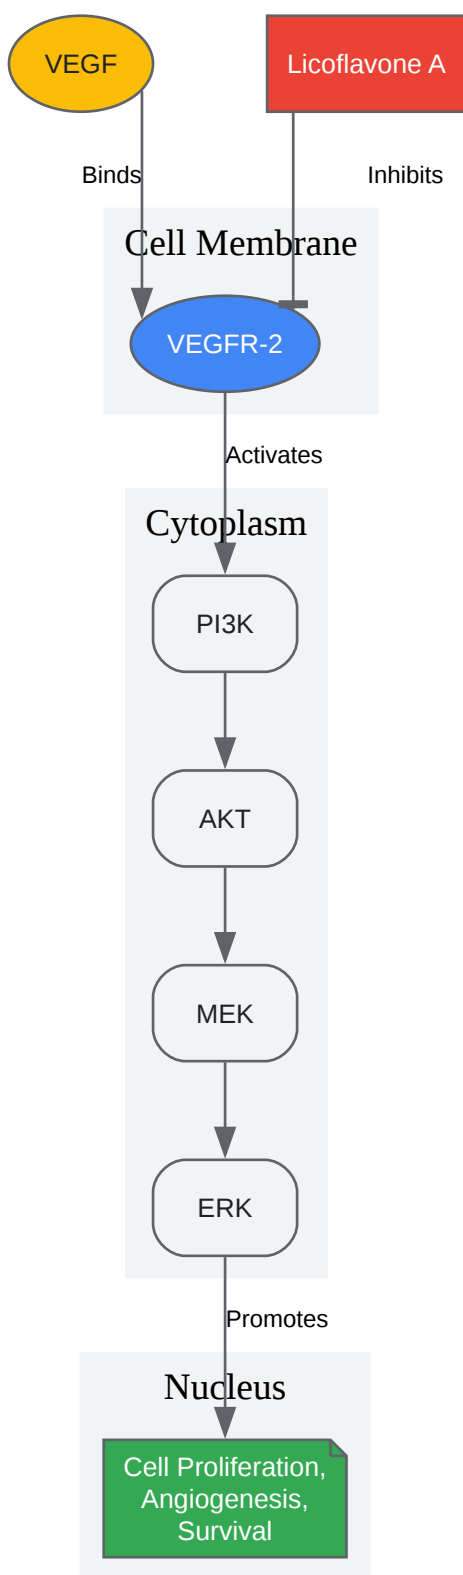 VEGF
Licoflavone A
Binds
Inhibits
Cell Membrane
VEGFR-2
Activates
Cytoplasm
PI3K
AKT
MEK
ERK
Promotes
Nucleus
Cell Proliferation,
Angiogenesis,
Survival